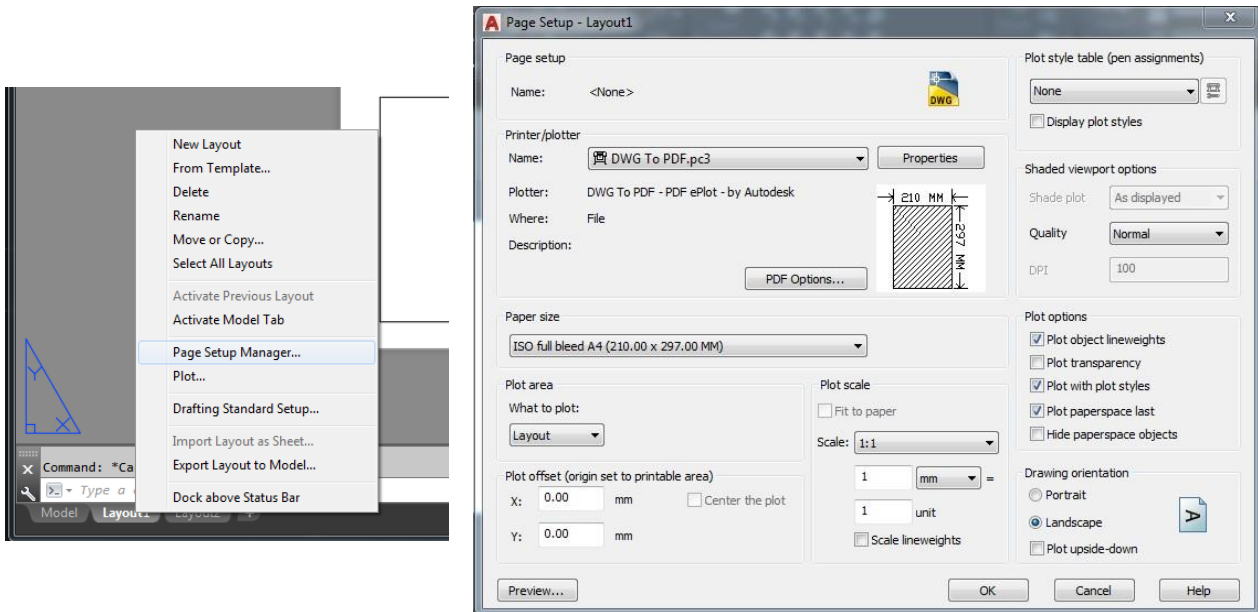 New Layout
From Template...
Delete
Rename
Move or Copy...
Select All Layouts
Activate Previous Layout
Activate Model Tab
Page Setup Manager...
Plot...
Drafting Standard Setup...
Import Layout as Sheet...
Export Layout to Model...
Dock above Status Bar
Y
X
Command: *Ca
Type a
Model Layout1 Layout2 +
Page Setup - Layout1
Page setup
Name: <None>
DWG
Printer/plotter
Name: DWG To PDF.pc3 Properties
Plotter: DWG To PDF - PDF ePlot - by Autodesk
Where: File
Description:
210 MM
297 MM
PDF Options...
Paper size
ISO full bleed A4 (210.00 x 297.00 MM)
Plot area
What to plot:
Layout
Plot offset (origin set to printable area)
X: 0.00 mm Center the plot
Y: 0.00 mm
Plot scale
Fit to paper
Scale: 1:1
1 mm =
1 unit
Scale lineweights
Plot style table (pen assignments)
None
Display plot styles
Shaded viewport options
Shade plot As displayed
Quality Normal
DPI 100
Plot options
Plot object lineweights
Plot transparency
Plot with plot styles
Plot paperspace last
Hide paperspace objects
Drawing orientation
Portrait
Landscape
A
Plot upside-down
Preview... OK Cancel Help